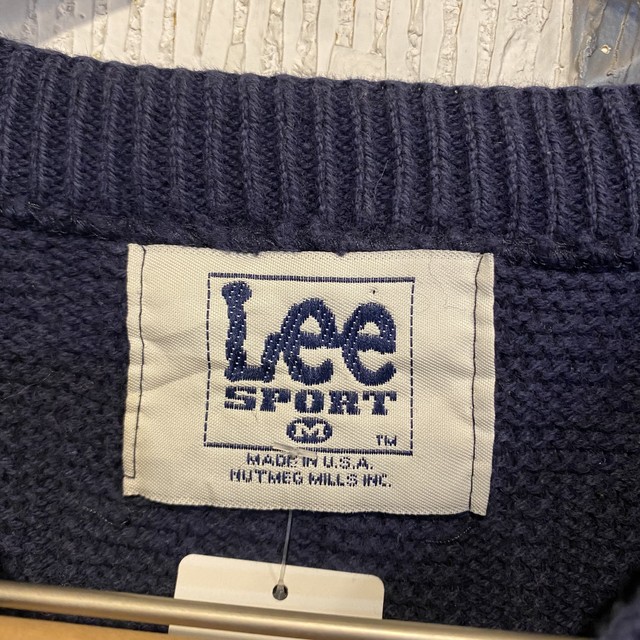 Lee
SPORT
M
TM
MADE IN U.S.A.
NUTMEG MILLS INC.